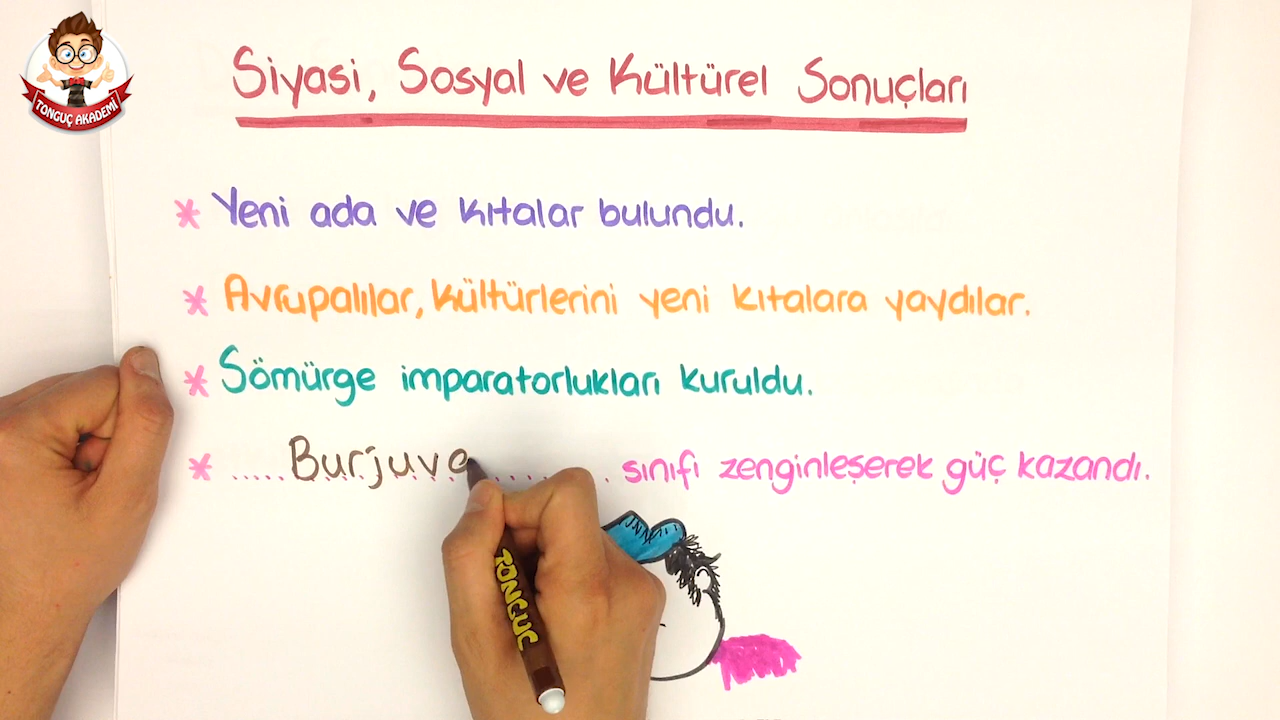 TONGUÇ AKADEMİ
Siyasi, Sosyal ve Kültürel Sonuçları
* Yeni ada ve kıtalar bulundu.
* Avrupalılar, kültürlerini yeni kıtalara yaydılar.
* Sömürge imparatorlukları kuruldu.
* ..... Burjuva ....... sınıfı zenginleşerek güç kazandı.
TONGUÇ